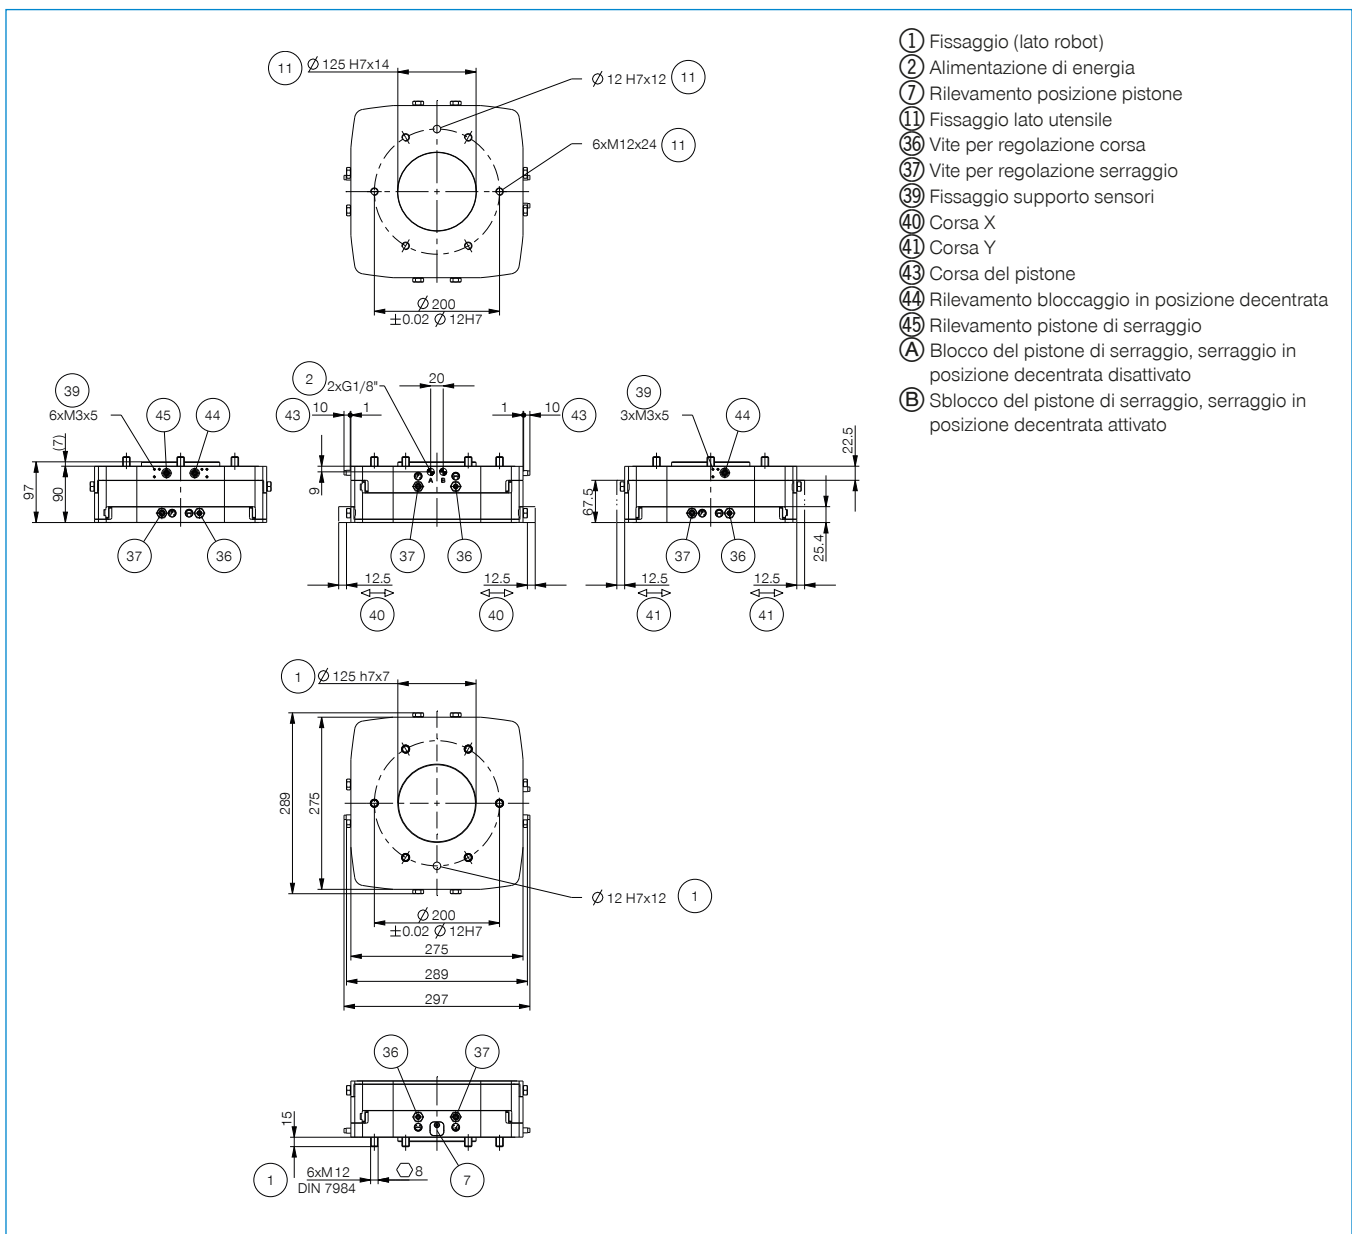 11 Ø 125 H7x14
Ø 12 H7x12 11
6xM12x24 11
Ø 200
±0.02 Ø 12H7
1 Fissaggio (lato robot)
2 Alimentazione di energia
7 Rilevamento posizione pistone
11 Fissaggio lato utensile
36 Vite per regolazione corsa
37 Vite per regolazione serraggio
39 Fissaggio supporto sensori
40 Corsa X
41 Corsa Y
43 Corsa del pistone
44 Rilevamento bloccaggio in posizione decentrata
45 Rilevamento pistone di serraggio
A Blocco del pistone di serraggio, serraggio in
posizione decentrata disattivato
B Sblocco del pistone di serraggio, serraggio in
posizione decentrata attivato
39
6xM3x5
45
44
(7)
97
90
37
36
2
2xG1/8"
20
43
10
1
1
10
43
9
A
B
37
36
12.5
12.5
40
40
39
3xM3x5
44
22.5
67.5
25.4
37
36
12.5
12.5
41
41
1 Ø 125 h7x7
289
275
Ø 12 H7x12 1
Ø 200
±0.02 Ø 12H7
275
289
297
36
37
15
1
6xM12
DIN 7984
8
7